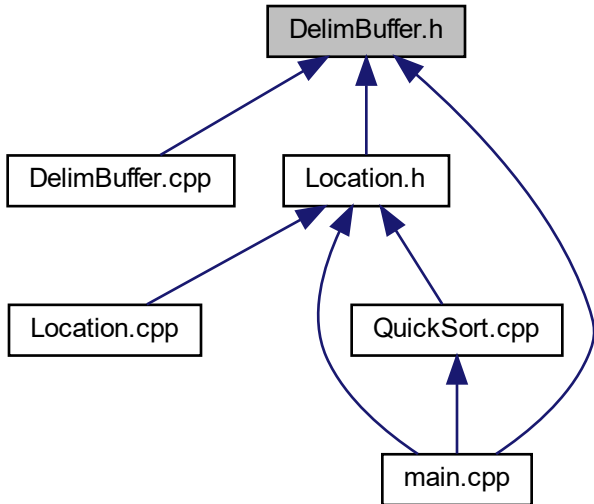 DelimBuffer.h
DelimBuffer.cpp
Location.h
Location.cpp
QuickSort.cpp
main.cpp